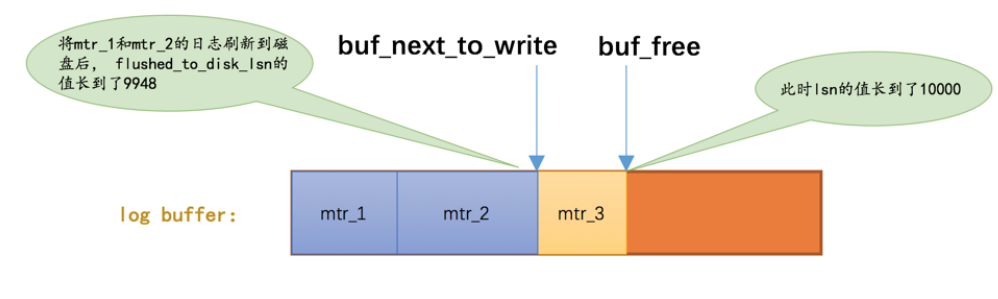 将mtr_1和mtr_2的日志刷新到磁
盘后， flushed_to_disk_lsn的
值长到了9948
buf_next_to_write
buf_free
此时lsn的值长到了10000
log buffer:
mtr_1
mtr_2
mtr_3